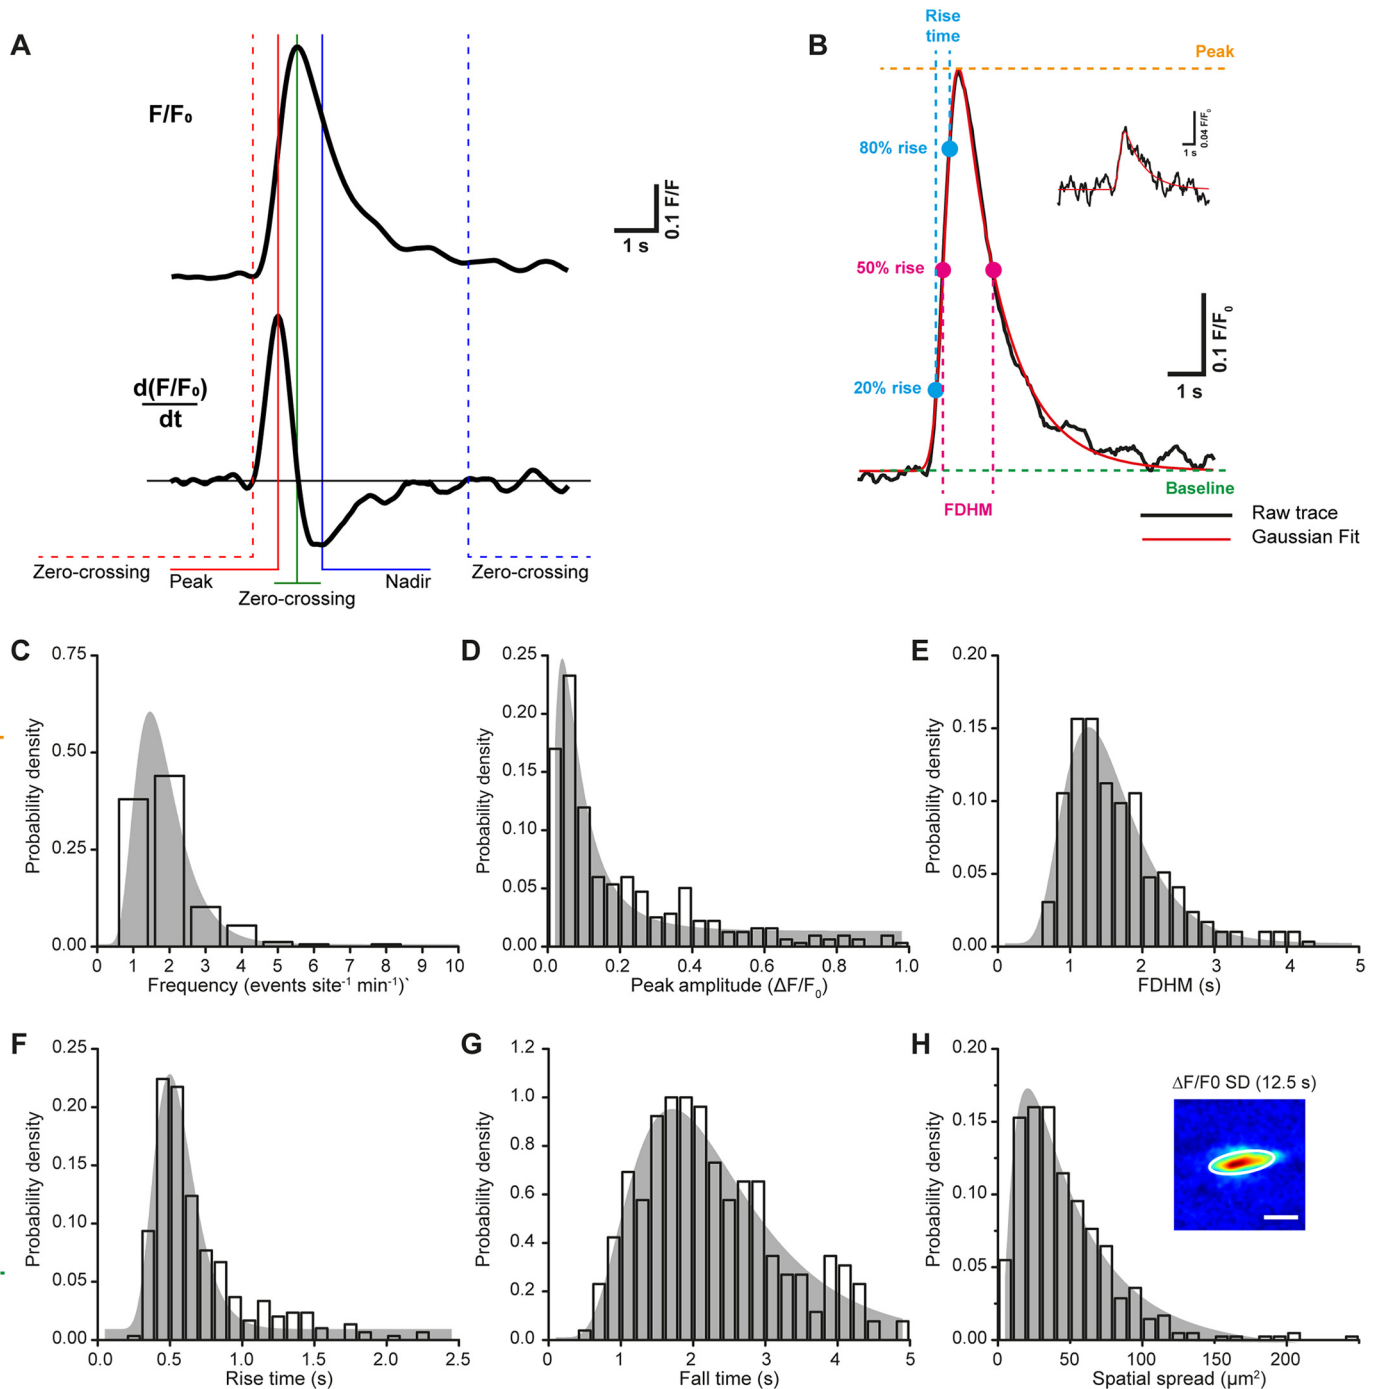 A
F/F₀
d(F/F₀)
dt
1 s
0.1 F/F
Zero-crossing
Peak
Zero-crossing
Nadir
Zero-crossing
B
Rise
time
Peak
80% rise
50% rise
20% rise
FDHM
Baseline
1 s
0.04 F/F₀
1 s
0.1 F/F₀
Raw trace
Gaussian Fit
C
Probability density
0.75
0.50
0.25
0.00
0 1 2 3 4 5 6 7 8 9 10
Frequency (events site⁻¹ min⁻¹)`
D
Probability density
0.25
0.20
0.15
0.10
0.05
0.00
0.0 0.2 0.4 0.6 0.8 1.0
Peak amplitude (ΔF/F₀)
E
Probability density
0.20
0.15
0.10
0.05
0.00
0 1 2 3 4 5
FDHM (s)
F
Probability density
0.25
0.20
0.15
0.10
0.05
0.00
0.0 0.5 1.0 1.5 2.0 2.5
Rise time (s)
G
Probability density
1.2
1.0
0.8
0.6
0.4
0.2
0.0
0 1 2 3 4 5
Fall time (s)
H
Probability density
0.20
0.15
0.10
0.05
0.00
0 50 100 150 200
Spatial spread (µm²)
ΔF/F0 SD (12.5 s)